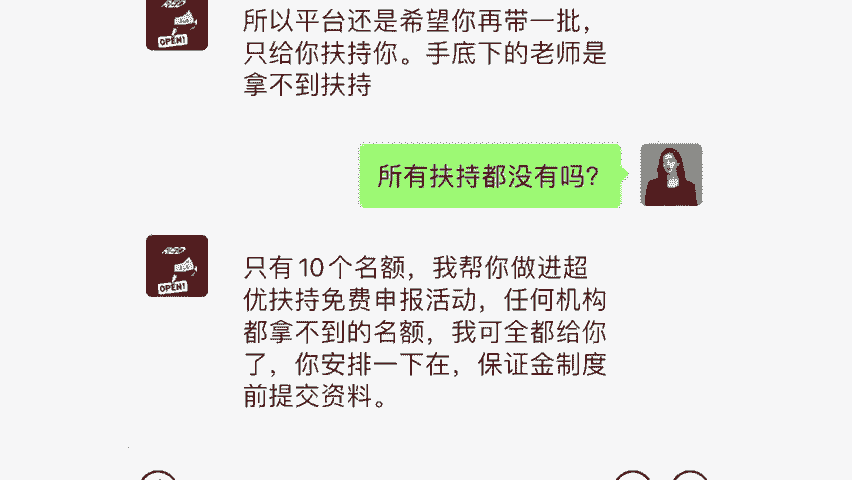 所以平台还是希望你再带一批，
只给你扶持你。手底下的老师是
拿不到扶持
OPEN!
所有扶持都没有吗？
只有10个名额，我帮你做进超
优扶持免费申报活动，任何机构
都拿不到的名额，我可全都给你
了，你安排一下在，保证金制度
前提交资料。
OPEN!